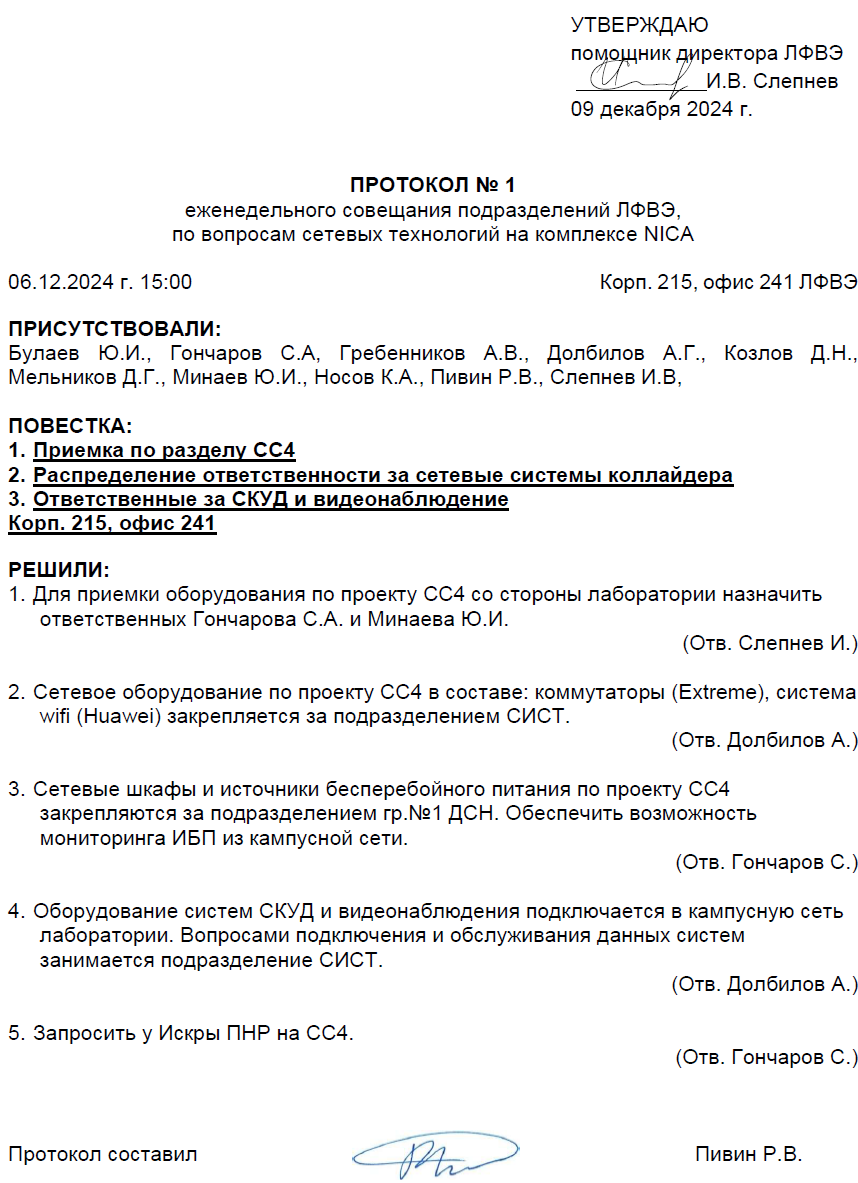 УТВЕРЖДАЮ
помощник директора ЛФВЭ
____________И.В. Слепнев
09 декабря 2024 г.
ПРОТОКОЛ № 1
еженедельного совещания подразделений ЛФВЭ,
по вопросам сетевых технологий на комплексе NICA
06.12.2024 г. 15:00 Корп. 215, офис 241 ЛФВЭ
ПРИСУТСТВОВАЛИ:
Булаев Ю.И., Гончаров С.А, Гребенников А.В., Долбилов А.Г., Козлов Д.Н.,
Мельников Д.Г., Минаев Ю.И., Носов К.А., Пивин Р.В., Слепнев И.В,
ПОВЕСТКА:
1. Приемка по разделу СС4
2. Распределение ответственности за сетевые системы коллайдера
3. Ответственные за СКУД и видеонаблюдение
Корп. 215, офис 241
РЕШИЛИ:
1. Для приемки оборудования по проекту СС4 со стороны лаборатории назначить
ответственных Гончарова С.А. и Минаева Ю.И.
(Отв. Слепнев И.)
2. Сетевое оборудование по проекту СС4 в составе: коммутаторы (Extreme), система
wifi (Huawei) закрепляется за подразделением СИСТ.
(Отв. Долбилов А.)
3. Сетевые шкафы и источники бесперебойного питания по проекту СС4
закрепляются за подразделением гр.№1 ДСН. Обеспечить возможность
мониторинга ИБП из кампусной сети.
(Отв. Гончаров С.)
4. Оборудование систем СКУД и видеонаблюдения подключается в кампусную сеть
лаборатории. Вопросами подключения и обслуживания данных систем
занимается подразделение СИСТ.
(Отв. Долбилов А.)
5. Запросить у Искры ПНР на СС4.
(Отв. Гончаров С.)
Протокол составил Пивин Р.В.